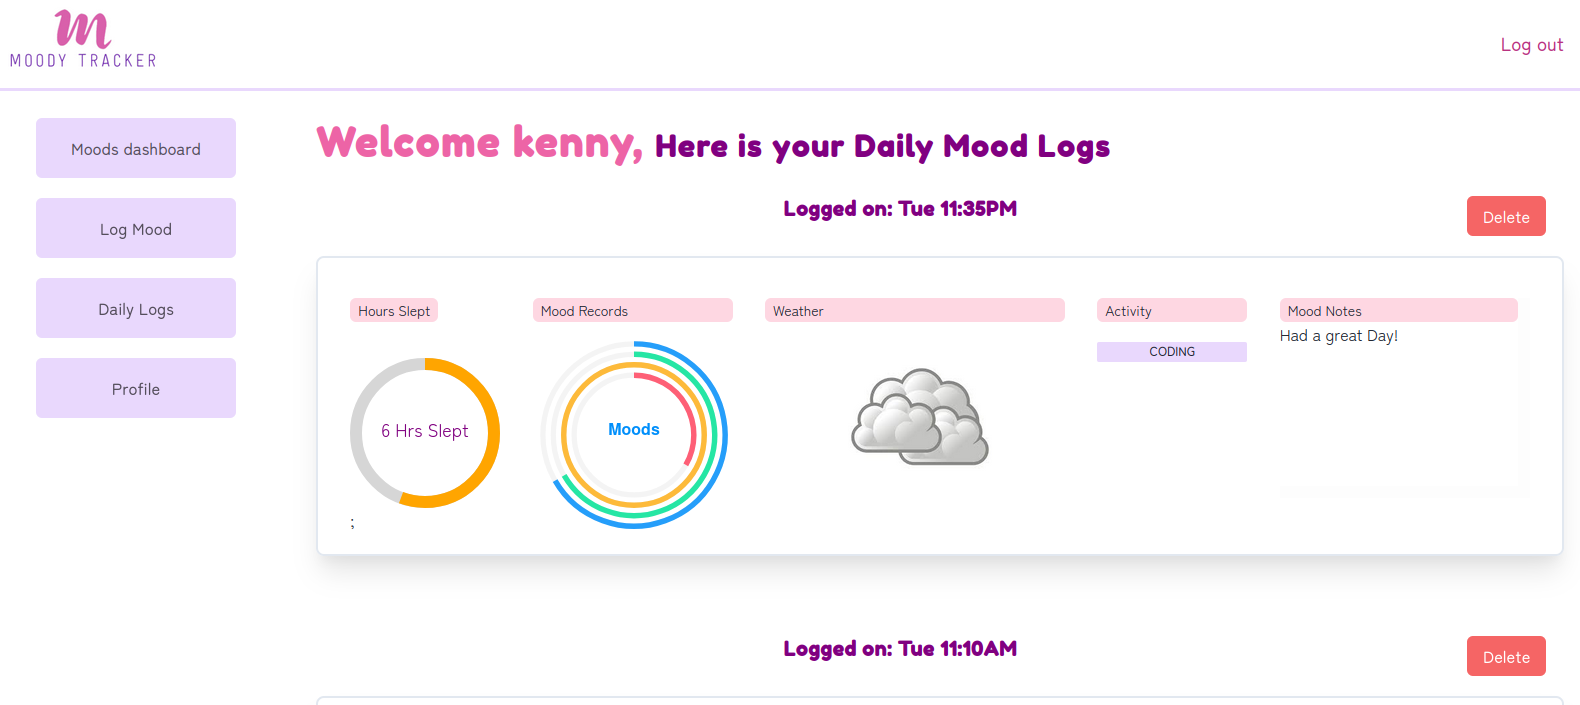 m
MOODY TRACKER
Log out
Moods dashboard
Log Mood
Daily Logs
Profile
Welcome kenny, Here is your Daily Mood Logs
Logged on: Tue 11:35PM
Delete
Hours Slept
Mood Records
Weather
Activity
Mood Notes
Had a great Day!
CODING
6 Hrs Slept
Moods
;
Logged on: Tue 11:10AM
Delete